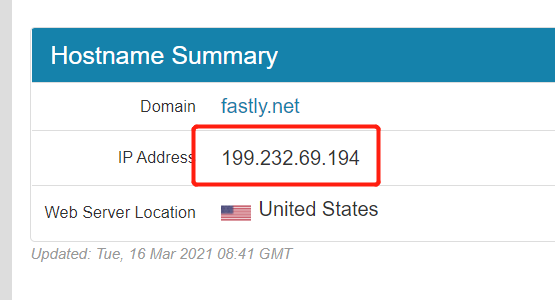 Hostname Summary
Domain fastly.net
IP Address 199.232.69.194
Web Server Location United States
Updated: Tue, 16 Mar 2021 08:41 GMT